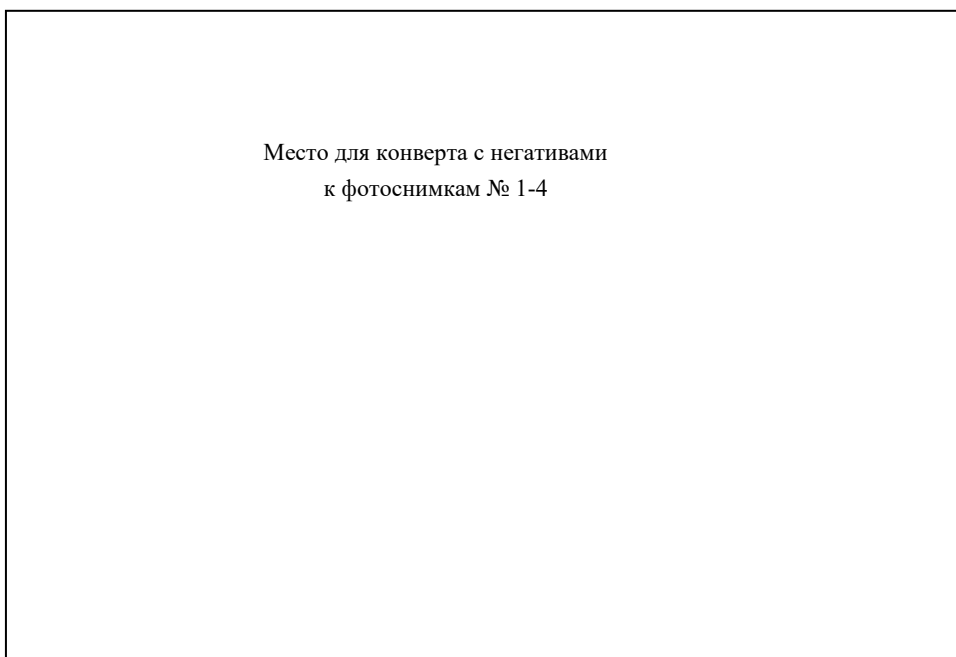 Место для конверта с негативами
к фотоснимкам № 1-4